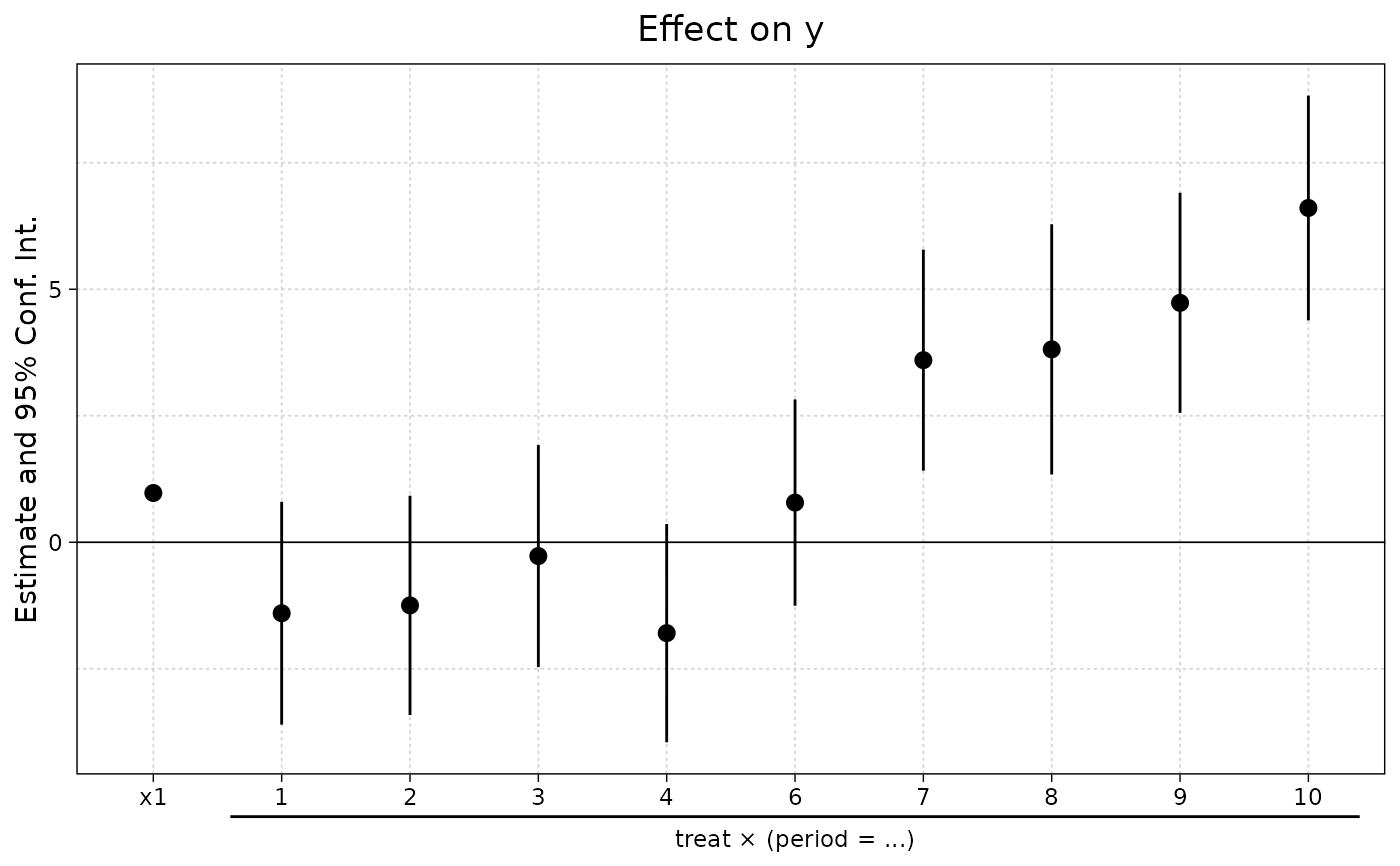 Effect on y
Estimate and 95% Conf. Int.
5
0
x1 1 2 3 4 6 7 8 9 10
treat × (period = ...)